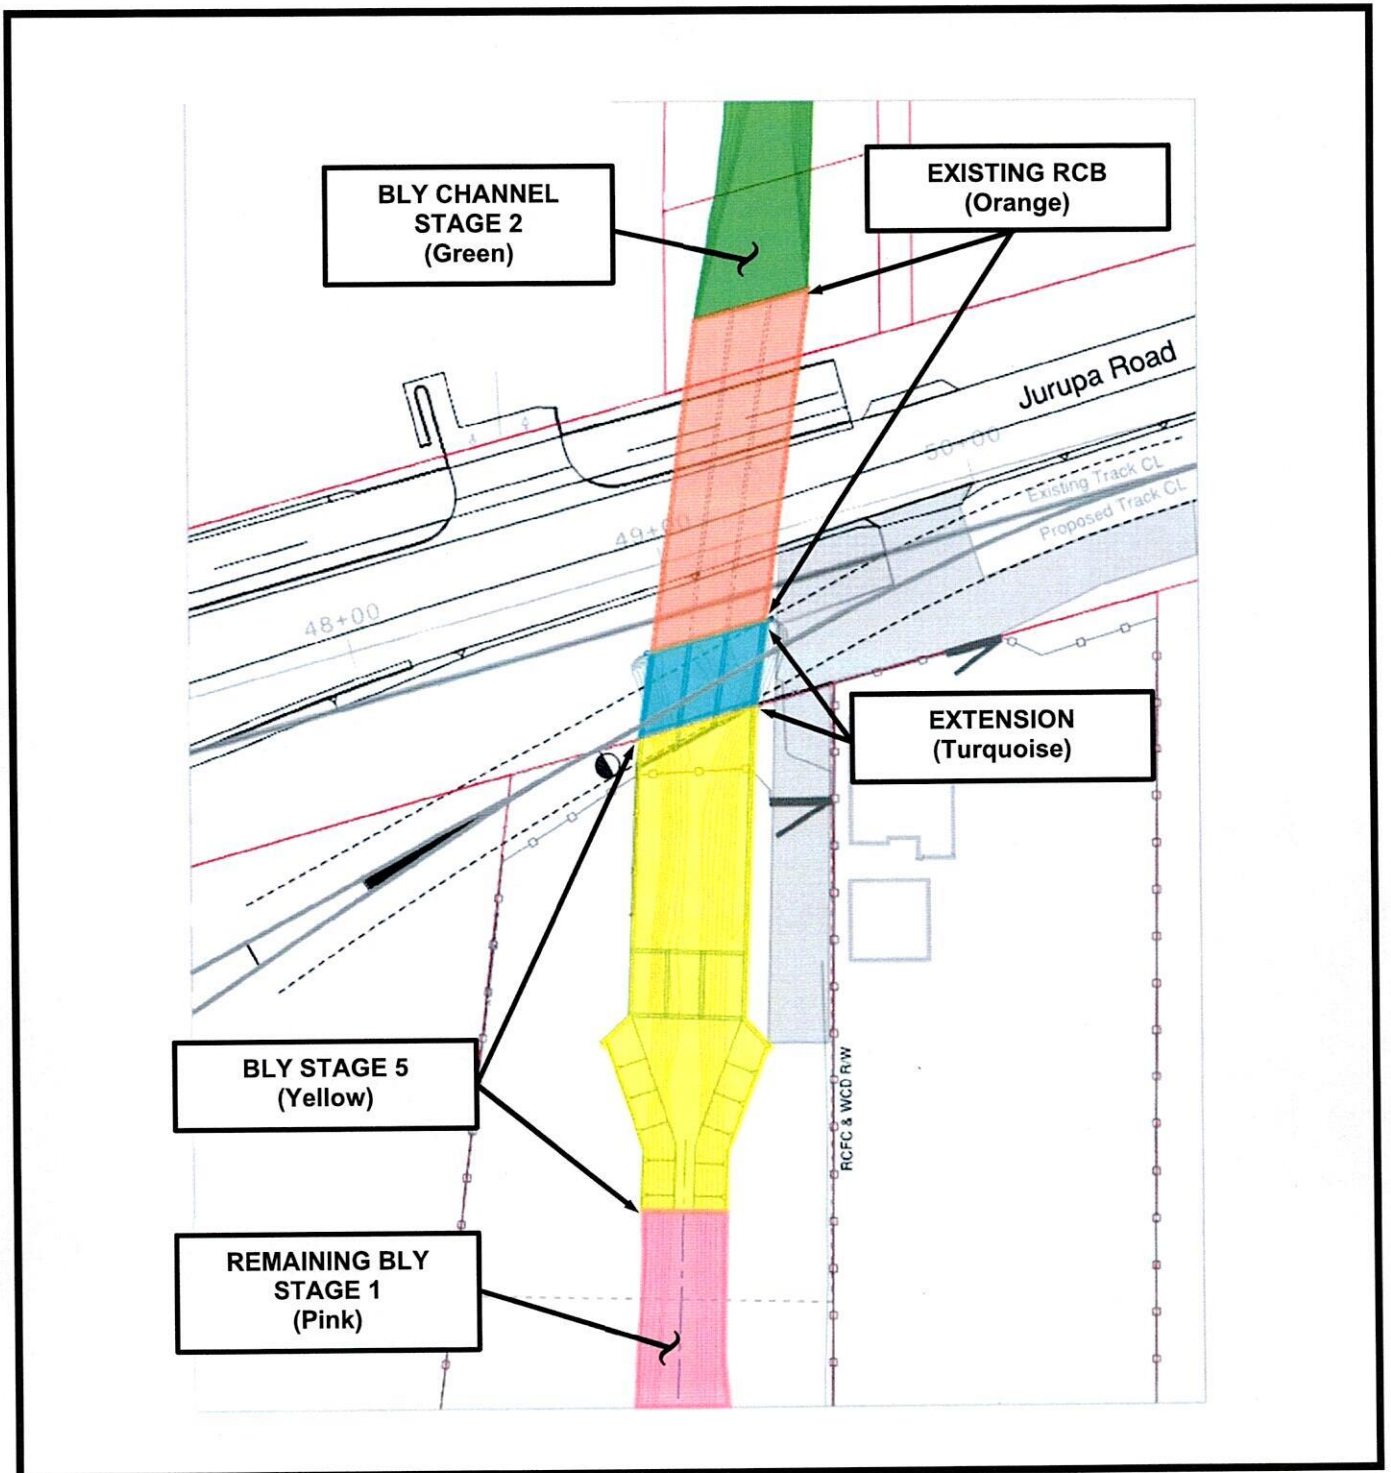 BLY CHANNEL
STAGE 2
(Green)
EXISTING RCB
(Orange)
Jurupa Road
50+00
Existing Track CL
Proposed Track CL
49+00
48+00
EXTENSION
(Turquoise)
BLY STAGE 5
(Yellow)
RCFC & WCD R/W
REMAINING BLY
STAGE 1
(Pink)